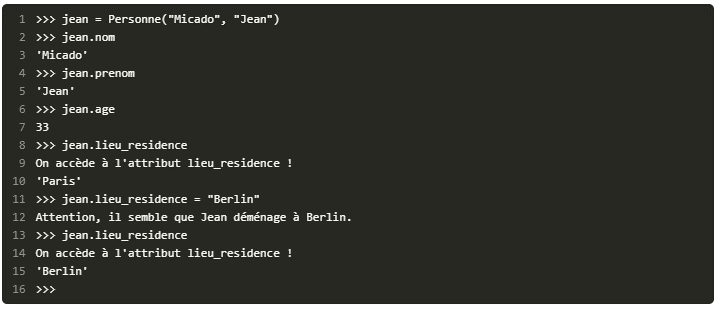 1 >>> jean = Personne("Micado", "Jean")
2 >>> jean.nom
3 'Micado'
4 >>> jean.prenom
5 'Jean'
6 >>> jean.age
7 33
8 >>> jean.lieu_residence
9 On accède à l'attribut lieu_residence !
10 'Paris'
11 >>> jean.lieu_residence = "Berlin"
12 Attention, il semble que Jean déménage à Berlin.
13 >>> jean.lieu_residence
14 On accède à l'attribut lieu_residence !
15 'Berlin'
16 >>>